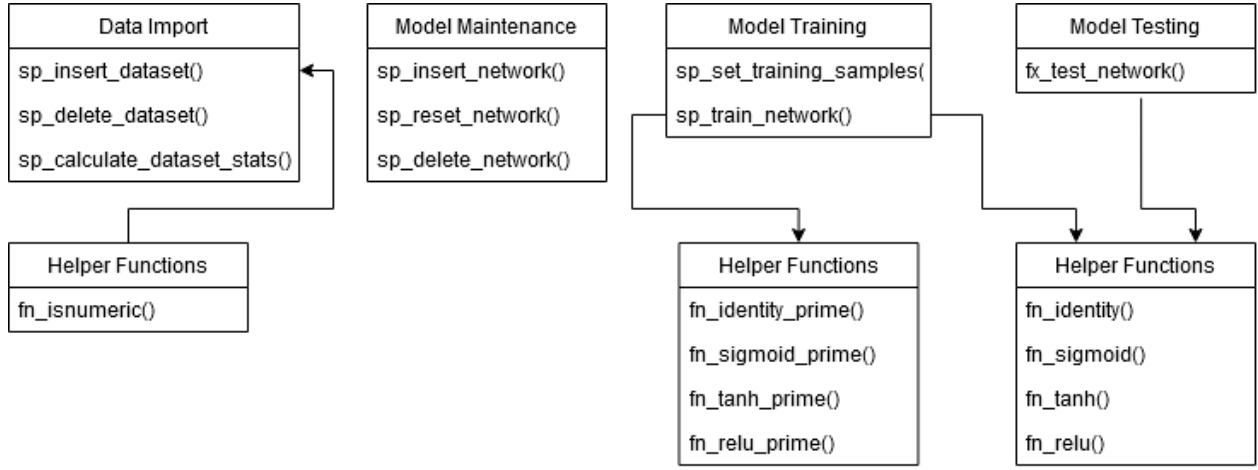 Data Import
sp_insert_dataset()
sp_delete_dataset()
sp_calculate_dataset_stats()
Model Maintenance
sp_insert_network()
sp_reset_network()
sp_delete_network()
Model Training
sp_set_training_samples(
sp_train_network()
Model Testing
fx_test_network()
Helper Functions
fn_isnumeric()
Helper Functions
fn_identity_prime()
fn_sigmoid_prime()
fn_tanh_prime()
fn_relu_prime()
Helper Functions
fn_identity()
fn_sigmoid()
fn_tanh()
fn_relu()